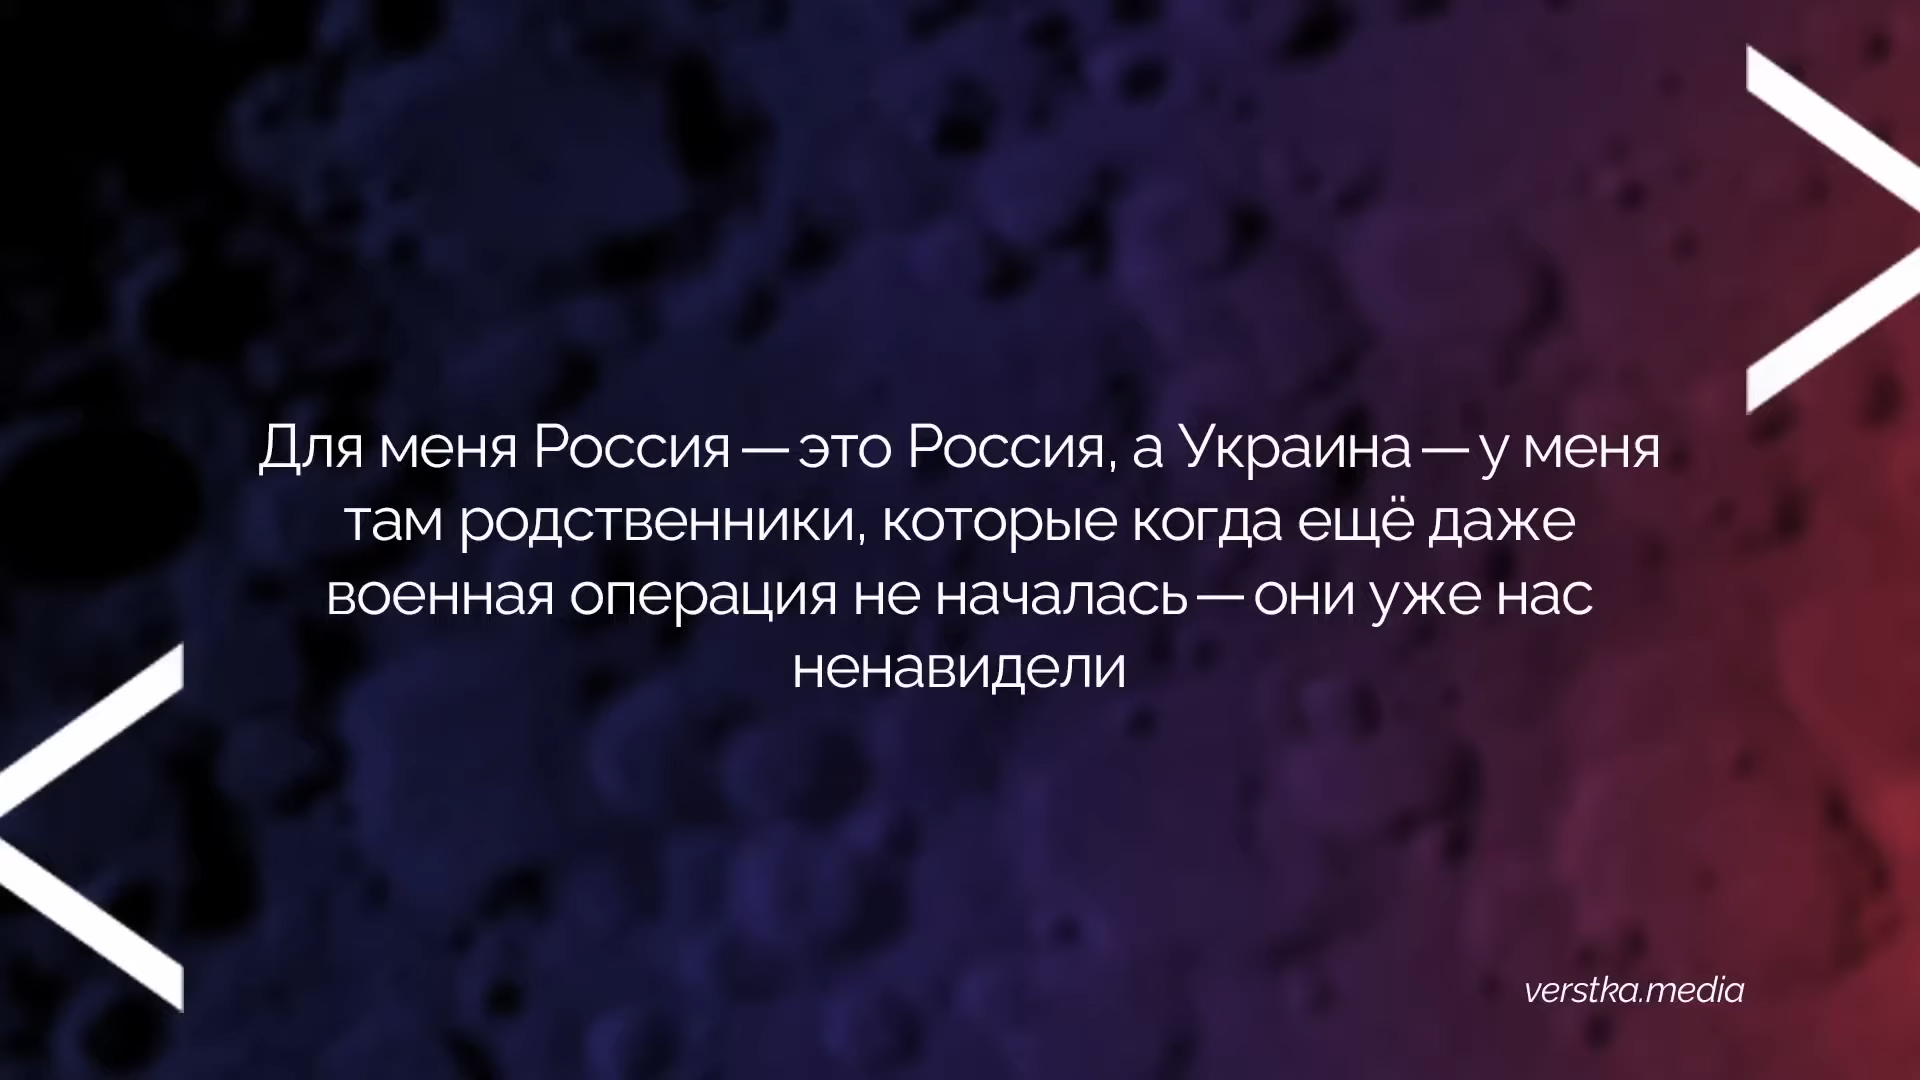 Для меня Россия — это Россия, а Украина — у меня
там родственники, которые когда ещё даже
военная операция не началась — они уже нас
ненавидели
verstka.media